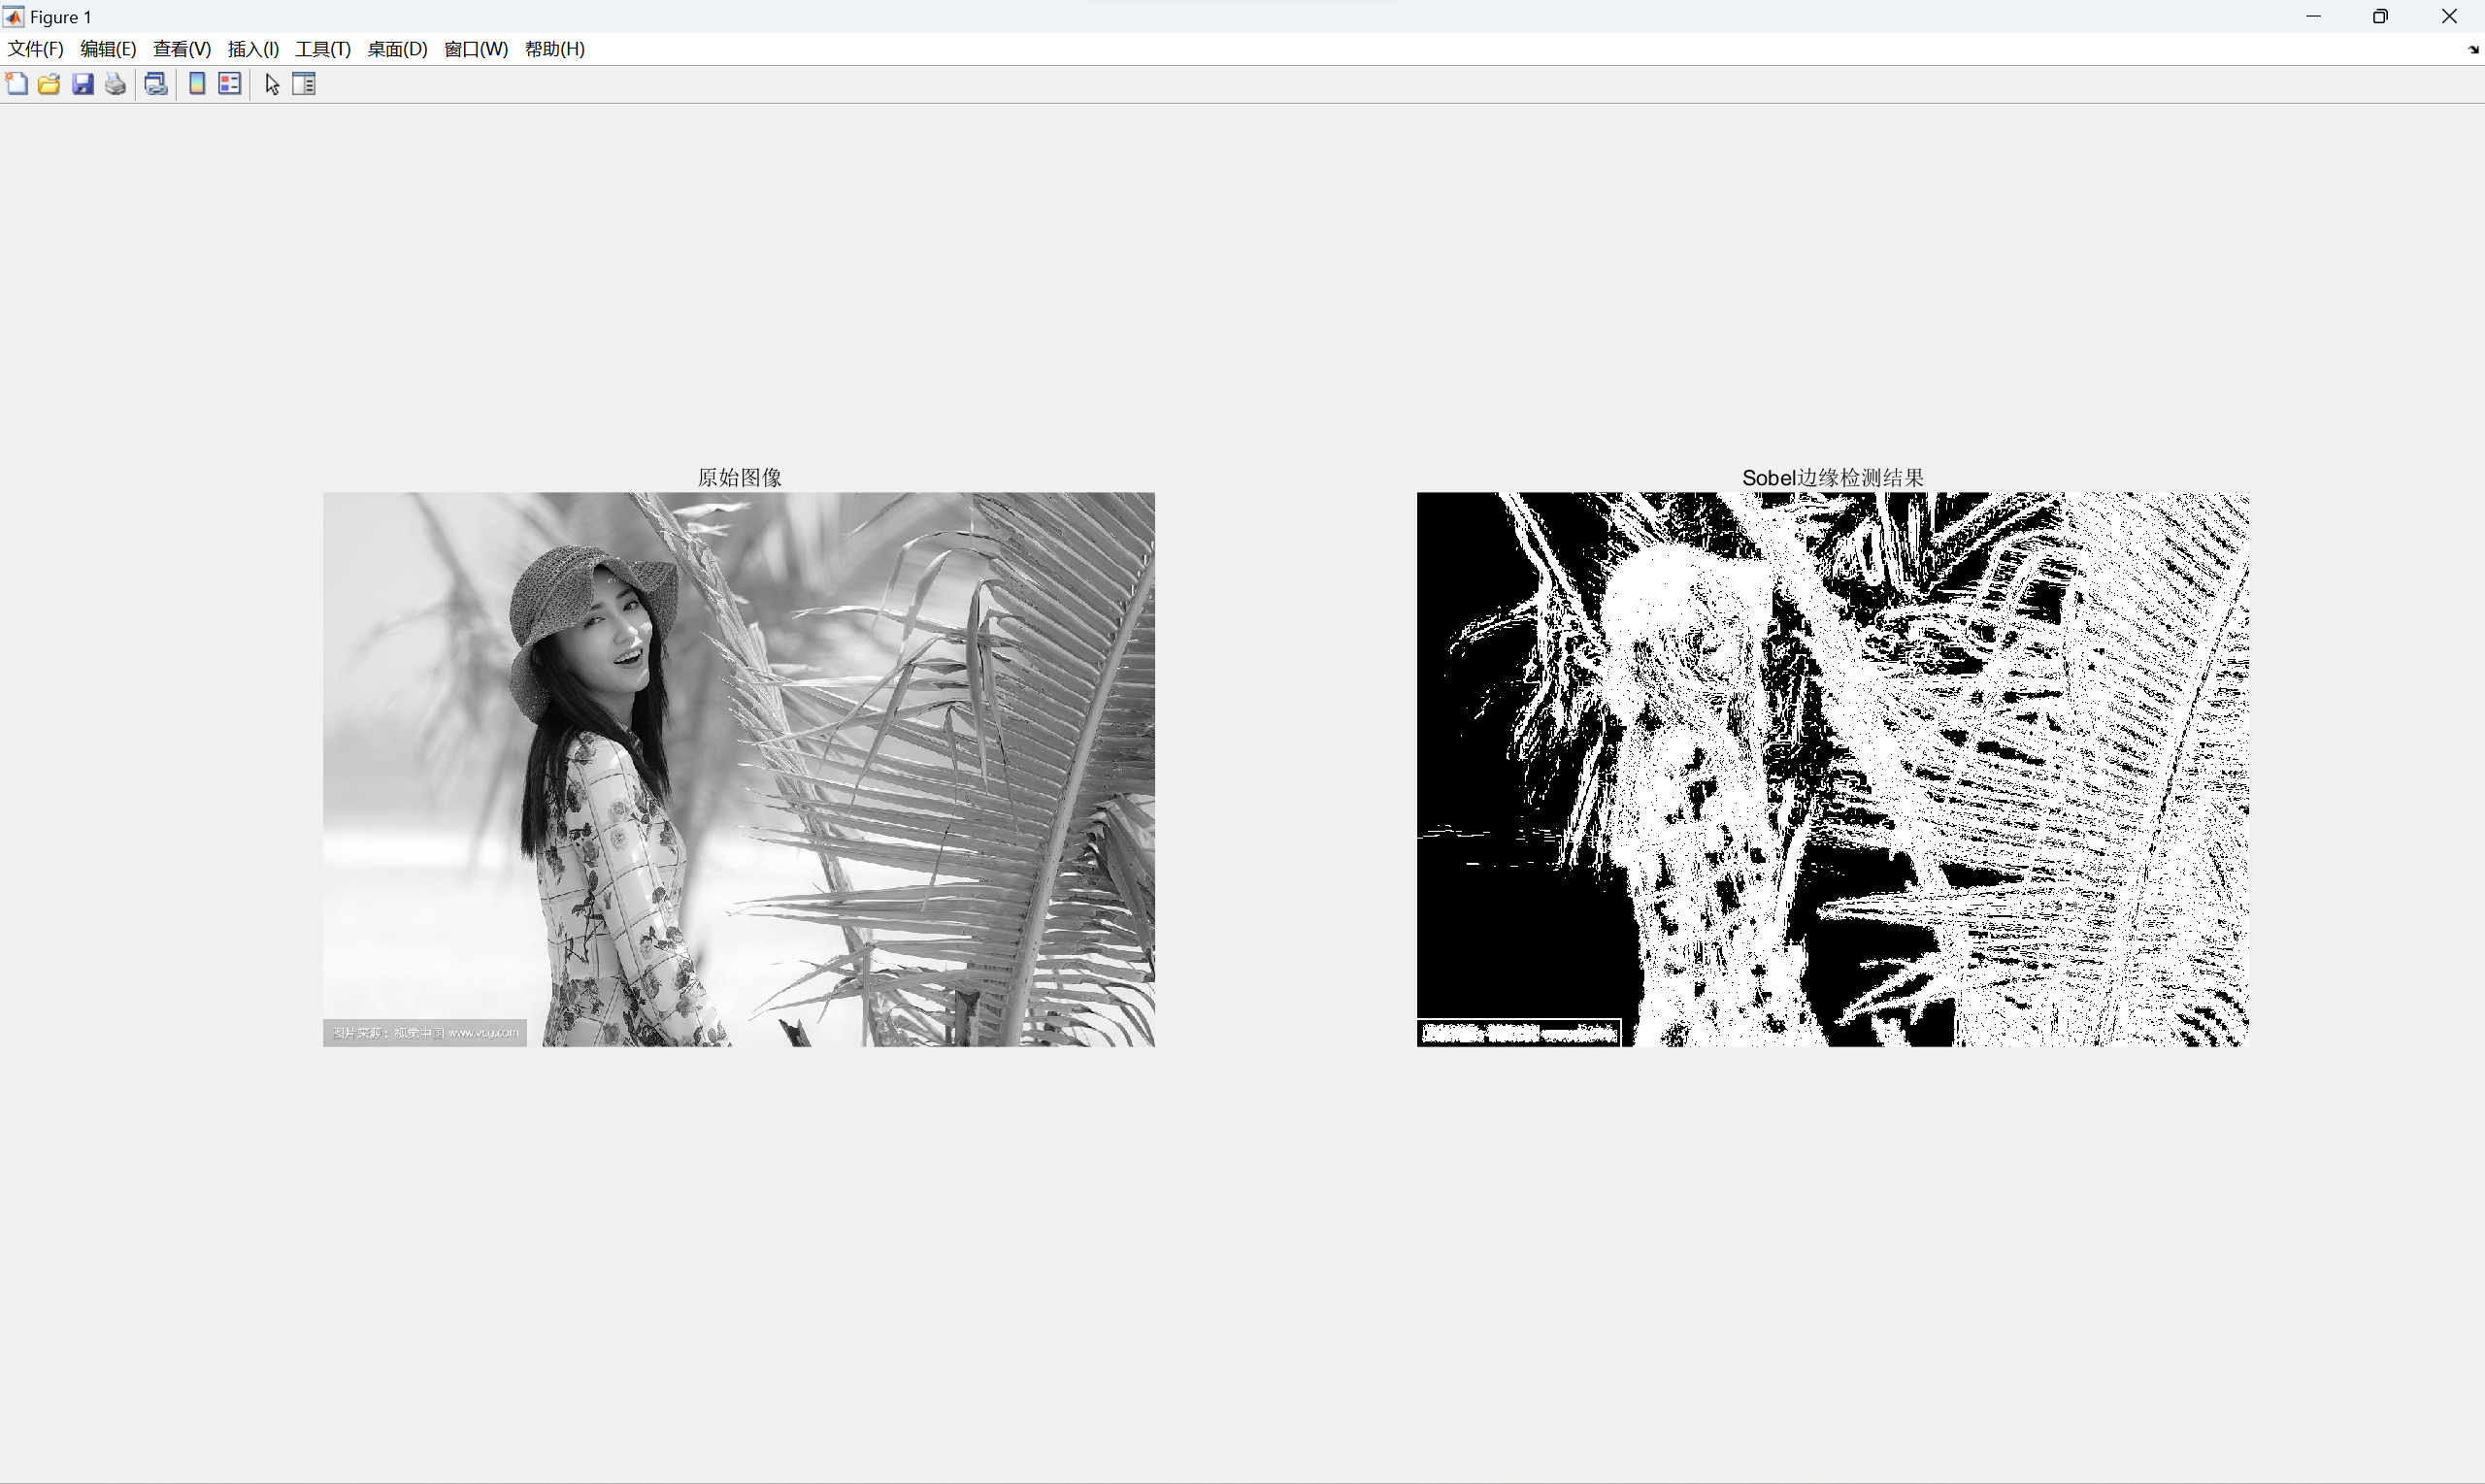 Figure 1
文件(F) 编辑(E) 查看(V) 插入(I) 工具(T) 桌面(D) 窗口(W) 帮助(H)
原始图像
Sobel边缘检测结果
图片来源：视觉中国 www.vcg.com